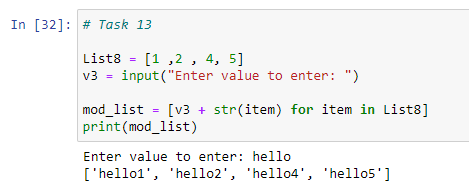 In [32]: # Task 13
List8 = [1 ,2 , 4, 5]
v3 = input("Enter value to enter: ")
mod_list = [v3 + str(item) for item in List8]
print(mod_list)
Enter value to enter: hello
['hello1', 'hello2', 'hello4', 'hello5']